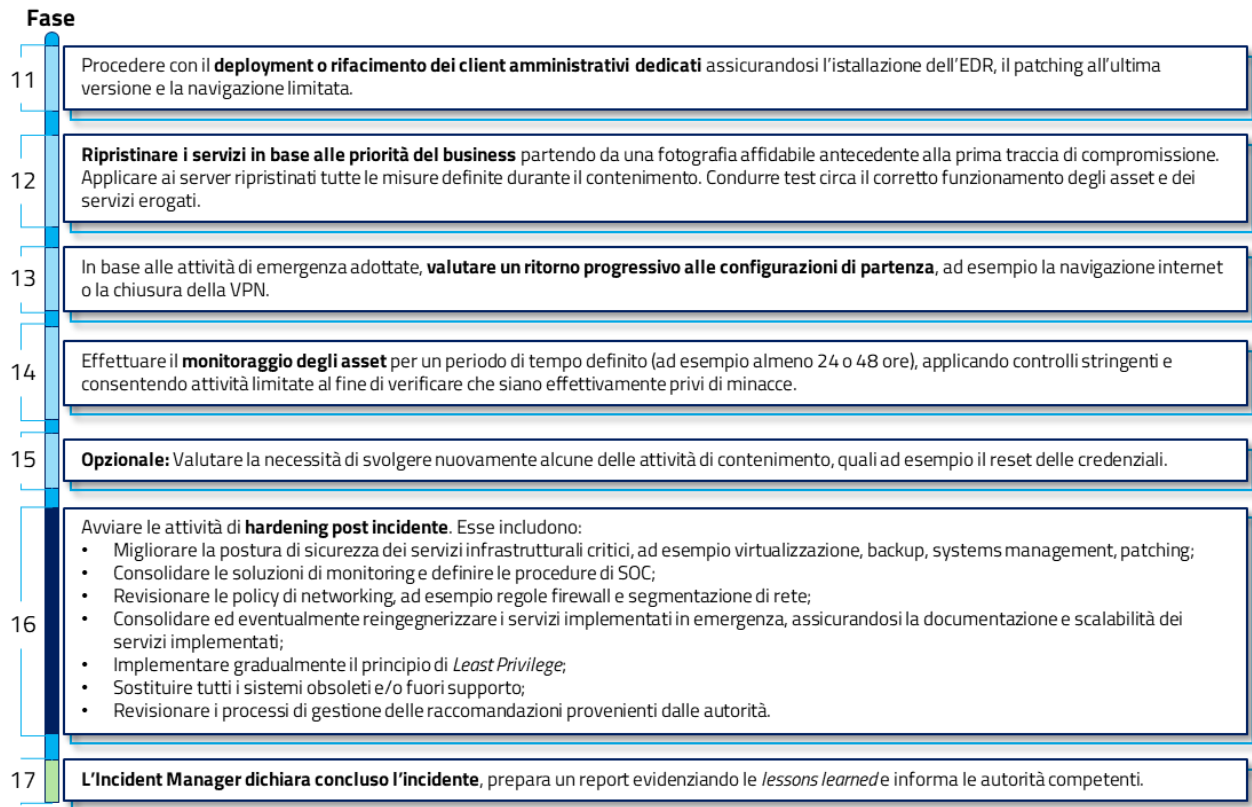 Fase
11
Procedere con il deployment o rifacimento dei client amministrativi dedicati assicurandosi l'istallazione dell'EDR, il patching all'ultima
versione e la navigazione limitata.
12
Ripristinare i servizi in base alle priorità del business partendo da una fotografia affidabile antecedente alla prima traccia di compromissione.
Applicare ai server ripristinati tutte le misure definite durante il contenimento. Condurre test circa il corretto funzionamento degli asset e dei
servizi erogati.
13
In base alle attività di emergenza adottate, valutare un ritorno progressivo alle configurazioni di partenza, ad esempio la navigazione internet
o la chiusura della VPN.
14
Effettuare il monitoraggio degli asset per un periodo di tempo definito (ad esempio almeno 24 o 48 ore), applicando controlli stringenti e
consentendo attività limitate al fine di verificare che siano effettivamente privi di minacce.
15
Opzionale: Valutare la necessità di svolgere nuovamente alcune delle attività di contenimento, quali ad esempio il reset delle credenziali.
16
Avviare le attività di hardening post incidente. Esse includono:
• Migliorare la postura di sicurezza dei servizi infrastrutturali critici, ad esempio virtualizzazione, backup, systems management, patching;
• Consolidare le soluzioni di monitoring e definire le procedure di SOC;
• Revisionare le policy di networking, ad esempio regole firewall e segmentazione di rete;
• Consolidare ed eventualmente reingegnerizzare i servizi implementati in emergenza, assicurandosi la documentazione e scalabilità dei
servizi implementati;
• Implementare gradualmente il principio di Least Privilege;
• Sostituire tutti i sistemi obsoleti e/o fuori supporto;
• Revisionare i processi di gestione delle raccomandazioni provenienti dalle autorità.
17
L'Incident Manager dichiara concluso l'incidente, prepara un report evidenziando le lessons learned e informa le autorità competenti.